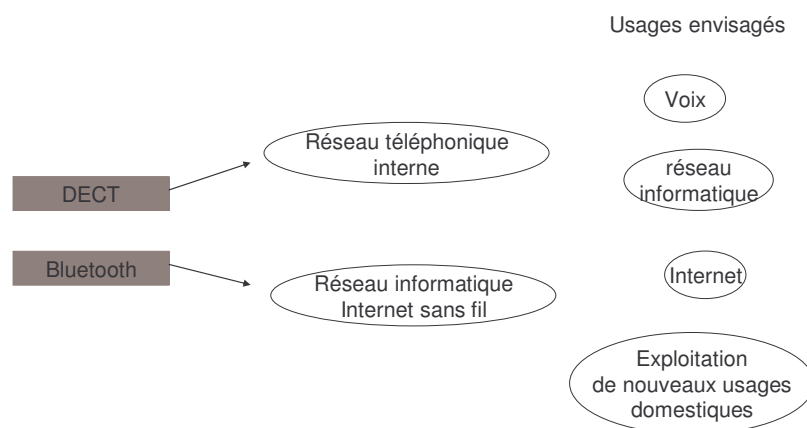 Usages envisagés
Voix
Réseau téléphonique
interne
réseau
informatique
DECT
Bluetooth
Internet
Réseau informatique
Internet sans fil
Exploitation
de nouveaux usages
domestiques